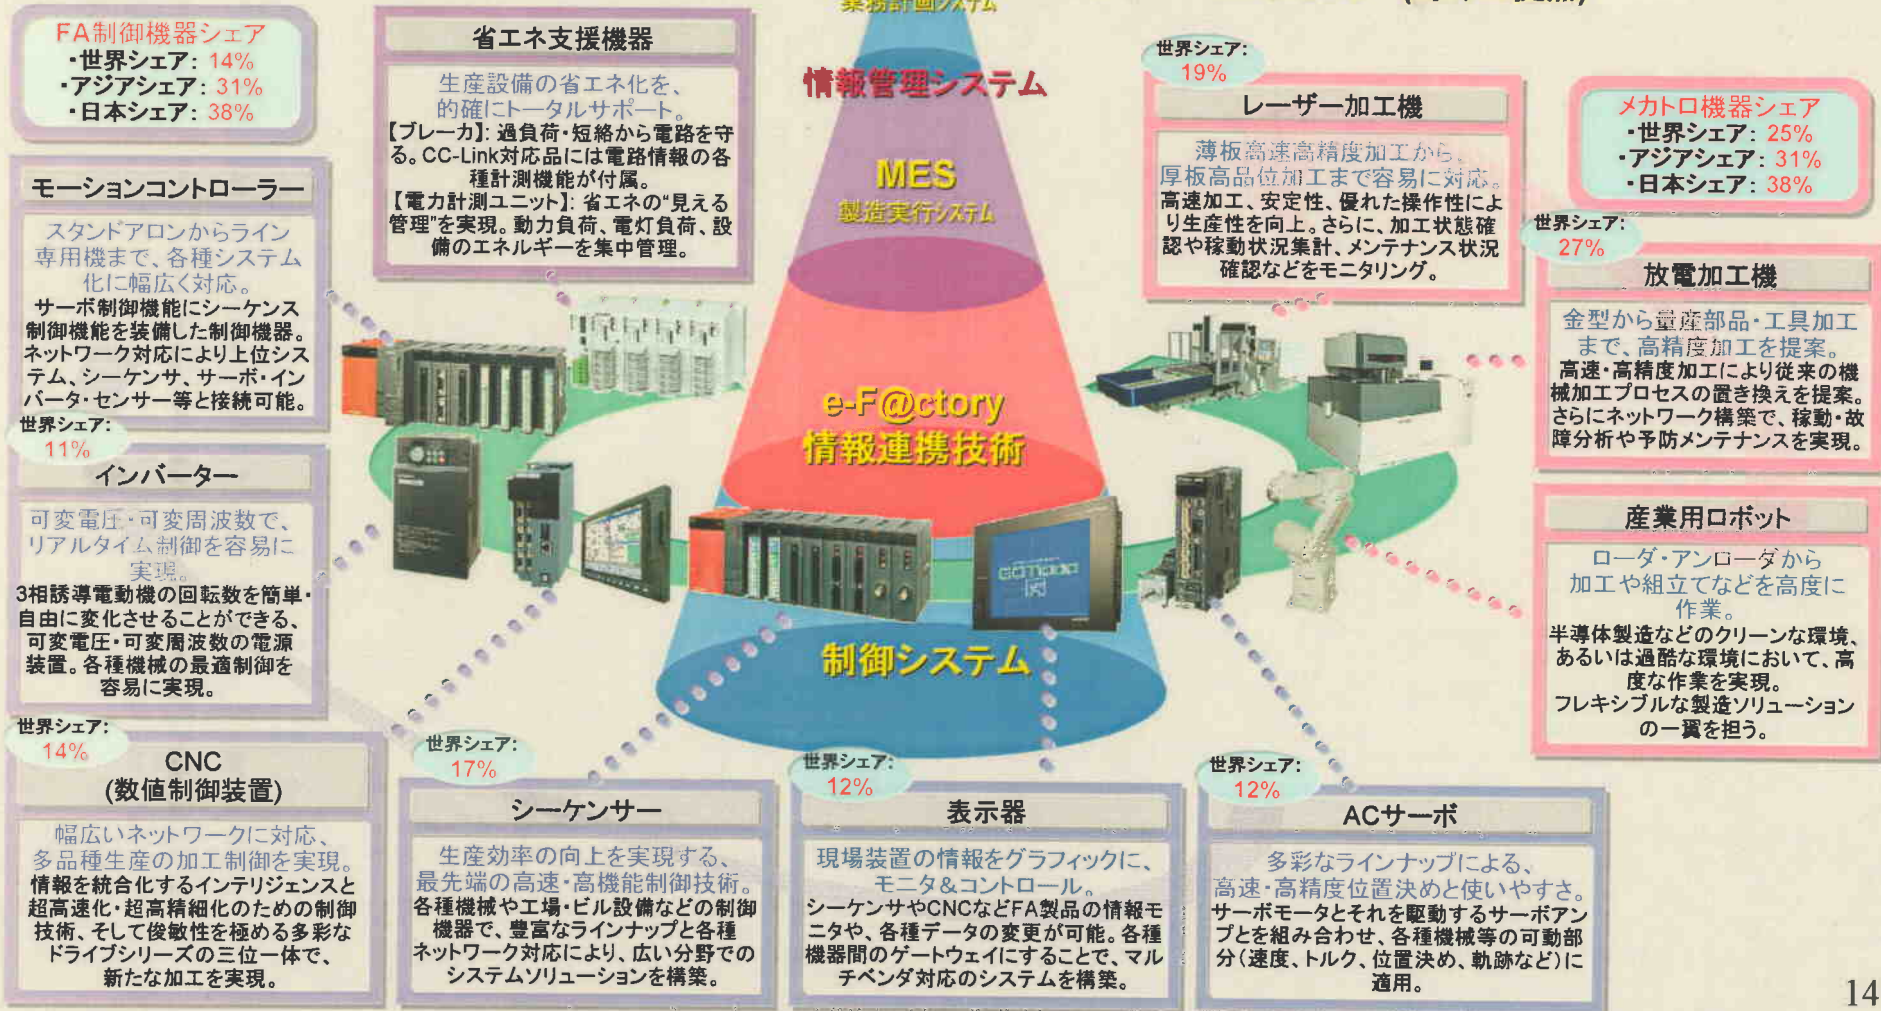 業務計画システム
FA制御機器シェア
・世界シェア: 14%
・アジアシェア: 31%
・日本シェア: 38%
省エネ支援機器
生産設備の省エネ化を、
的確にトータルサポート。
【ブレーカ】: 過負荷・短絡から電路を守
る。CC-Link対応品には電路情報の各
種計測機能が付属。
【電力計測ユニット】: 省エネの“見える
管理”を実現。動力負荷、電灯負荷、設
備のエネルギーを集中管理。
情報管理システム
MES
製造実行システム
e-F@ctory
情報連携技術
制御システム
世界シェア:
19%
レーザー加工機
薄板高速高精度加工から、
厚板高品位加工まで容易に対応。
高速加工、安定性、優れた操作性によ
り生産性を向上。さらに、加工状態確
認や稼動状況集計、メンテナンス状況
確認などをモニタリング。
メカトロ機器シェア
・世界シェア: 25%
・アジアシェア: 31%
・日本シェア: 38%
モーションコントローラー
スタンドアロンからライン
専用機まで、各種システム
化に幅広く対応。
サーボ制御機能にシーケンス
制御機能を装備した制御機器。
ネットワーク対応により上位シス
テム、シーケンサ、サーボ・イン
バータ・センサー等と接続可能。
世界シェア:
27%
放電加工機
金型から量産部品・工具加工
まで、高精度加工を提案。
高速・高精度加工により従来の機
械加工プロセスの置き換えを提案。
さらにネットワーク構築で、稼動・故
障分析や予防メンテナンスを実現。
世界シェア:
11%
インバーター
可変電圧・可変周波数で、
リアルタイム制御を容易に
実現。
3相誘導電動機の回転数を簡単・
自由に変化させることができる、
可変電圧・可変周波数の電源
装置。各種機械の最適制御を
容易に実現。
GOT1000
産業用ロボット
ローダ・アンローダから
加工や組立てなどを高度に
作業。
半導体製造などのクリーンな環境、
あるいは過酷な環境において、高
度な作業を実現。
フレキシブルな製造ソリューション
の一翼を担う。
世界シェア:
14%
CNC
(数値制御装置)
幅広いネットワークに対応、
多品種生産の加工制御を実現。
情報を統合化するインテリジェンスと
超高速化・超高精細化のための制御
技術、そして俊敏性を極める多彩な
ドライブシリーズの三位一体で、
新たな加工を実現。
世界シェア:
17%
シーケンサー
生産効率の向上を実現する、
最先端の高速・高機能制御技術。
各種機械や工場・ビル設備などの制御
機器で、豊富なラインナップと各種
ネットワーク対応により、広い分野での
システムソリューションを構築。
世界シェア:
12%
表示器
現場装置の情報をグラフィックに、
モニタ&コントロール。
シーケンサやCNCなどFA製品の情報モ
ニタや、各種データの変更が可能。各種
機器間のゲートウェイにすることで、マル
チベンダ対応のシステムを構築。
世界シェア:
12%
ACサーボ
多彩なラインナップによる、
高速・高精度位置決めと使いやすさ。
サーボモータとそれを駆動するサーボアン
プとを組み合わせ、各種機械等の可動部
分(速度、トルク、位置決め、軌跡など)に
適用。
14